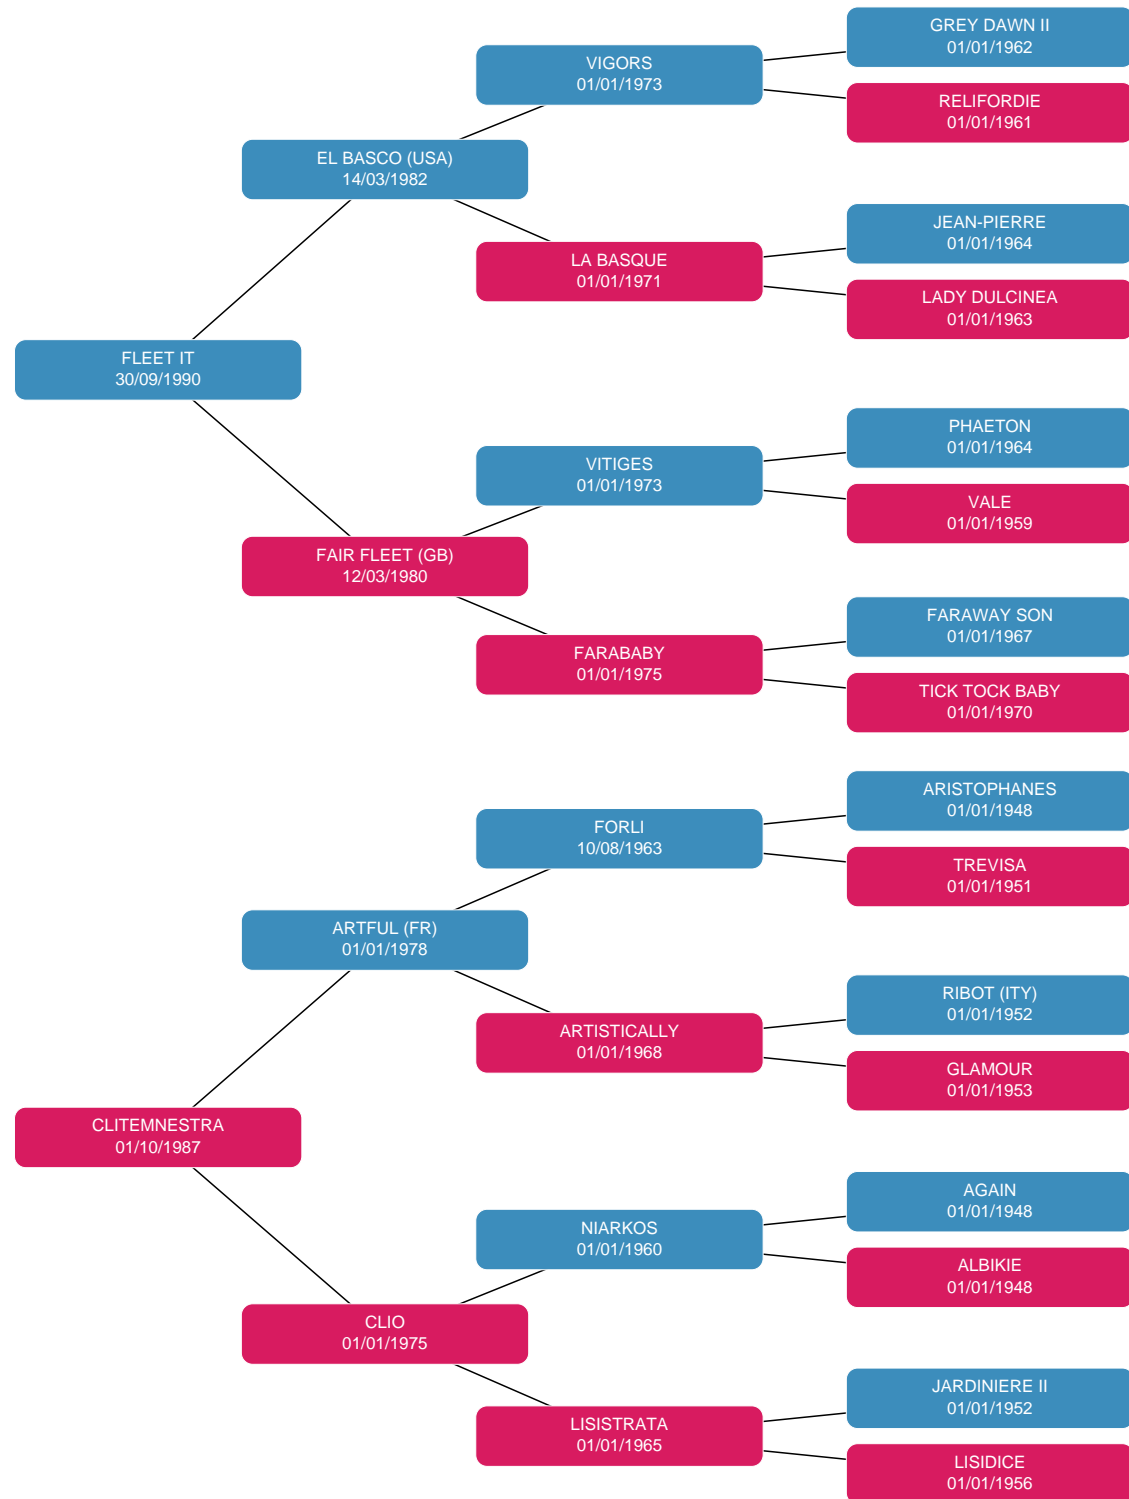 GREY DAWN II
01/01/1962
VIGORS
01/01/1973
RELIFORDIE
01/01/1961
EL BASCO (USA)
14/03/1982
JEAN-PIERRE
01/01/1964
LA BASQUE
01/01/1971
LADY DULCINEA
01/01/1963
FLEET IT
30/09/1990
PHAETON
01/01/1964
VITIGES
01/01/1973
VALE
01/01/1959
FAIR FLEET (GB)
12/03/1980
FARAWAY SON
01/01/1967
FARABABY
01/01/1975
TICK TOCK BABY
01/01/1970
ARISTOPHANES
01/01/1948
FORLI
10/08/1963
TREVISA
01/01/1951
ARTFUL (FR)
01/01/1978
RIBOT (ITY)
01/01/1952
ARTISTICALLY
01/01/1968
GLAMOUR
01/01/1953
CLITEMNESTRA
01/10/1987
AGAIN
01/01/1948
NIARKOS
01/01/1960
ALBIKIE
01/01/1948
CLIO
01/01/1975
JARDINIERE II
01/01/1952
LISISTRATA
01/01/1965
LISIDICE
01/01/1956